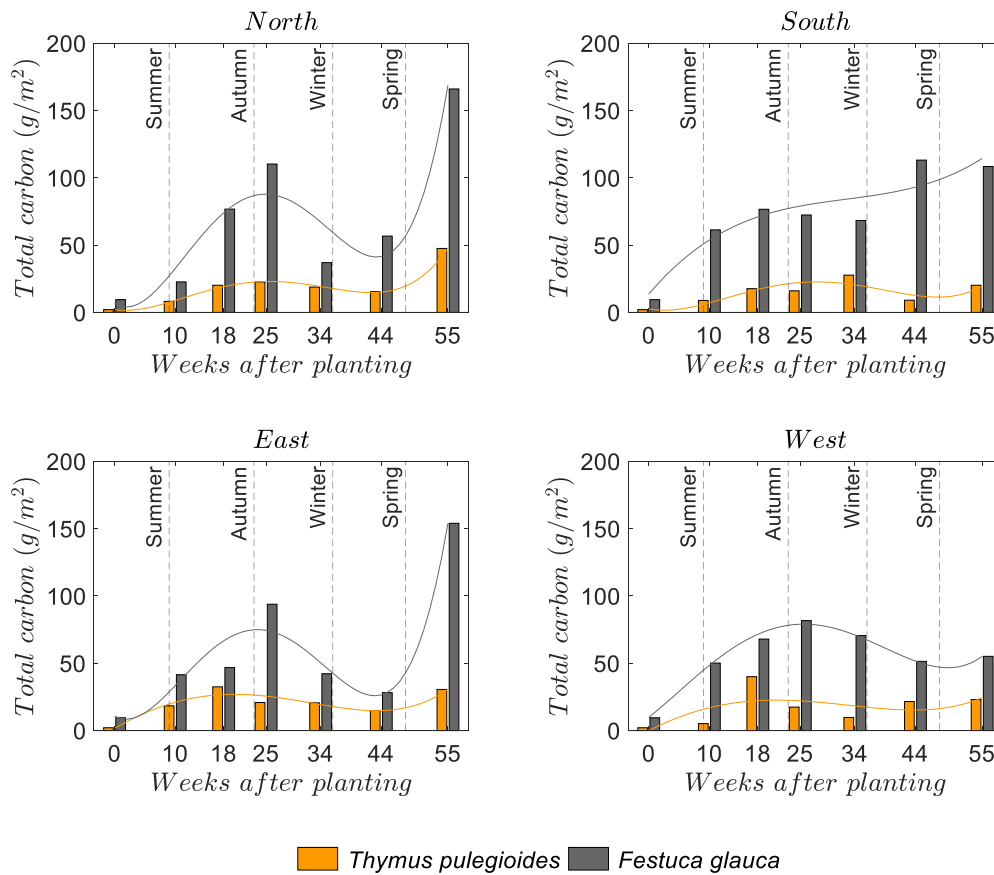 North
200
150
100
50
0
Total carbon (g/m²)
Summer
Autumn
Winter
Spring
0 10 18 25 34 44 55
Weeks after planting
South
200
150
100
50
0
Total carbon (g/m²)
Summer
Autumn
Winter
Spring
0 10 18 25 34 44 55
Weeks after planting
East
200
150
100
50
0
Total carbon (g/m²)
Summer
Autumn
Winter
Spring
0 10 18 25 34 44 55
Weeks after planting
West
200
150
100
50
0
Total carbon (g/m²)
Summer
Autumn
Winter
Spring
0 10 18 25 34 44 55
Weeks after planting
Thymus pulegioides Festuca glauca